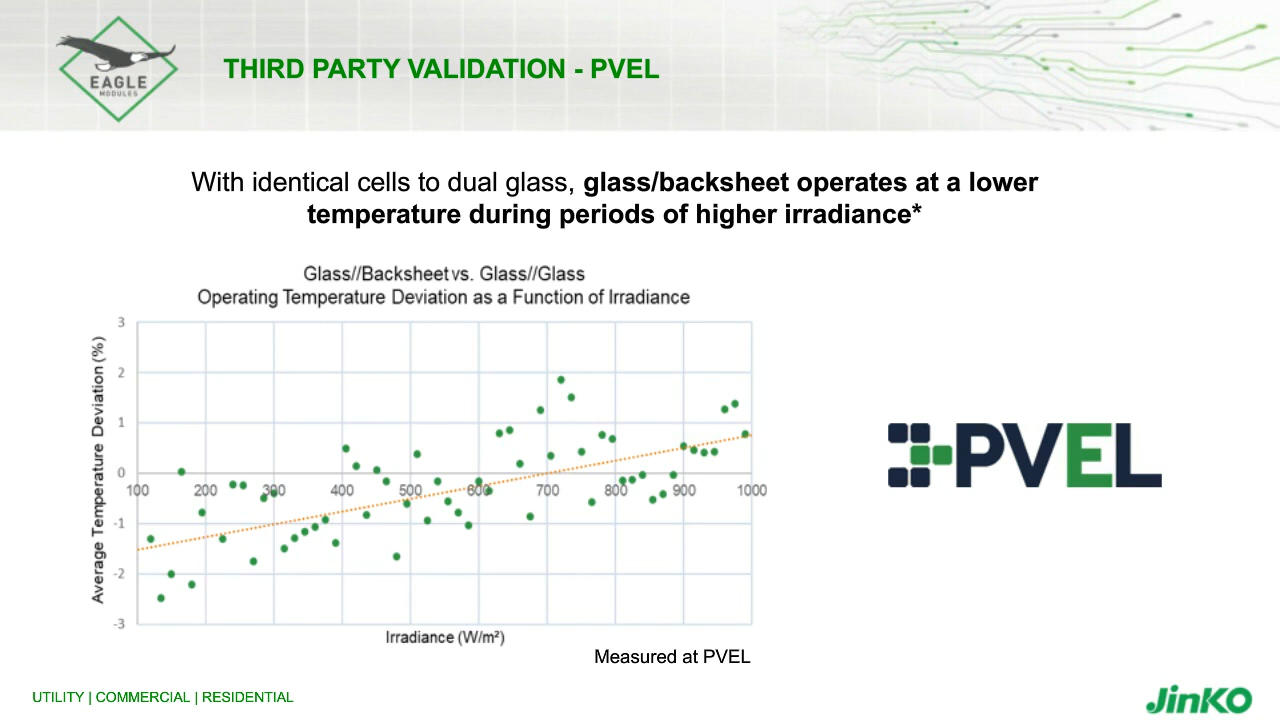 EAGLE
MODULES
THIRD PARTY VALIDATION - PVEL
With identical cells to dual glass, glass/backsheet operates at a lower
temperature during periods of higher irradiance*
Glass//Backsheet vs. Glass//Glass
Operating Temperature Deviation as a Function of Irradiance
Average Temperature Deviation (%)
3
2
1
0
-1
-2
-3
100 200 300 400 500 600 700 800 900 1000
Irradiance (W/m²)
Measured at PVEL
PVEL
UTILITY | COMMERCIAL | RESIDENTIAL
JinKO